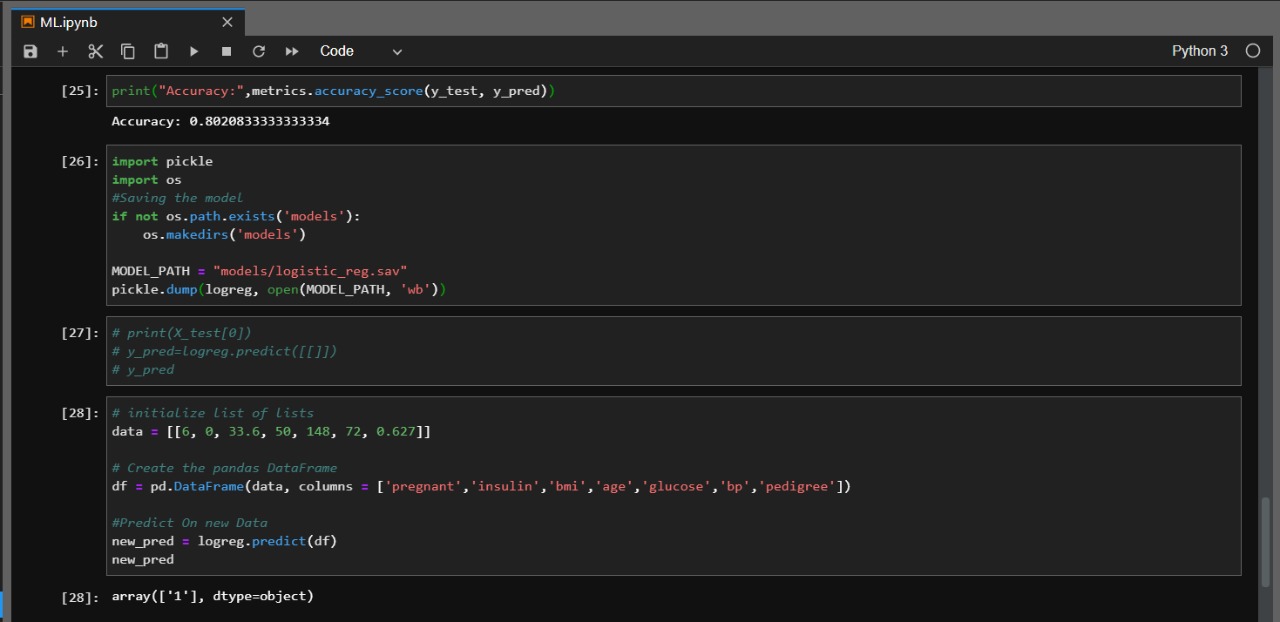 ML.ipynb
Code
Python 3
[25]: print("Accuracy:",metrics.accuracy_score(y_test, y_pred))
Accuracy: 0.8020833333333334
[26]: import pickle
import os
#Saving the model
if not os.path.exists('models'):
    os.makedirs('models')
MODEL_PATH = "models/logistic_reg.sav"
pickle.dump(logreg, open(MODEL_PATH, 'wb'))
[27]: # print(X_test[0])
# y_pred=logreg.predict([[]])
# y_pred
[28]: # initialize list of lists
data = [[6, 0, 33.6, 50, 148, 72, 0.627]]
# Create the pandas DataFrame
df = pd.DataFrame(data, columns = ['pregnant','insulin','bmi','age','glucose','bp','pedigree'])
#Predict On new Data
new_pred = logreg.predict(df)
new_pred
[28]: array(['1'], dtype=object)